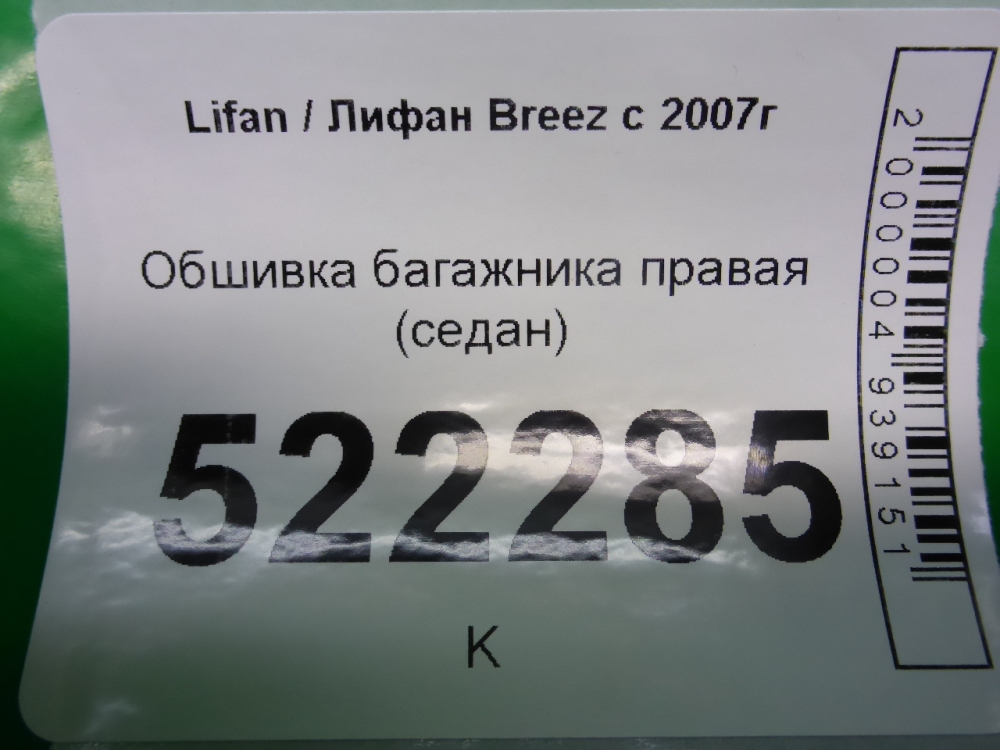 Lifan / Лифан Breez с 2007г
Обшивка багажника правая
(седан)
522285
К
2000004939151